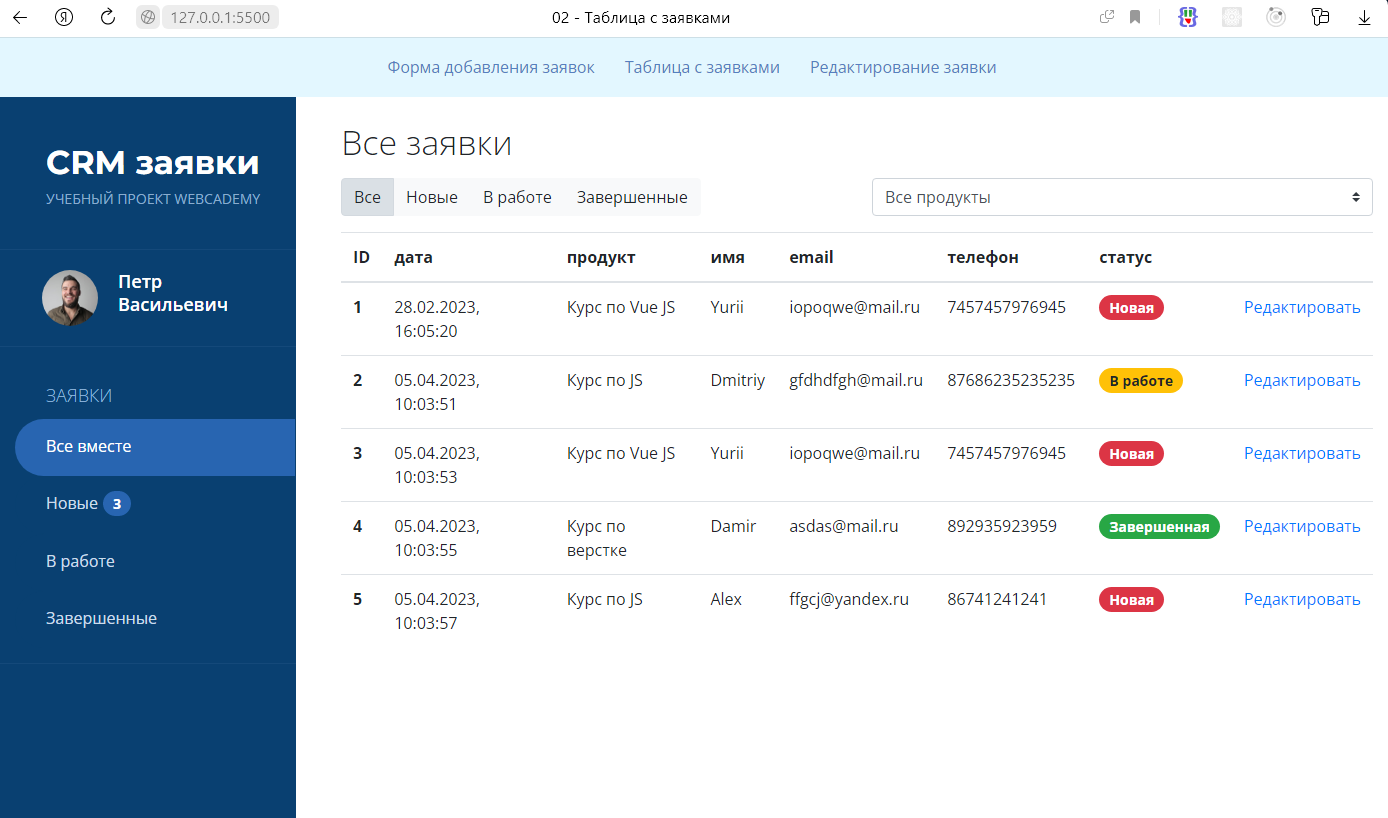 127.0.0.1:5500
02 - Таблица с заявками
Форма добавления заявок Таблица с заявками Редактирование заявки
CRM заявки
УЧЕБНЫЙ ПРОЕКТ WEBCADEMY
Петр
Васильевич
ЗАЯВКИ
Все вместе
Новые 3
В работе
Завершенные
Все заявки
Все Новые В работе Завершенные Все продукты
ID дата продукт имя email телефон статус
1 28.02.2023, Курс по Vue JS Yurii iopoqwe@mail.ru 7457457976945 Новая Редактировать
16:05:20
2 05.04.2023, Курс по JS Dmitriy gfdhdfgh@mail.ru 87686235235235 В работе Редактировать
10:03:51
3 05.04.2023, Курс по Vue JS Yurii iopoqwe@mail.ru 7457457976945 Новая Редактировать
10:03:53
4 05.04.2023, Курс по Damir asdas@mail.ru 892935923959 Завершенная Редактировать
10:03:55 верстке
5 05.04.2023, Курс по JS Alex ffgcj@yandex.ru 86741241241 Новая Редактировать
10:03:57